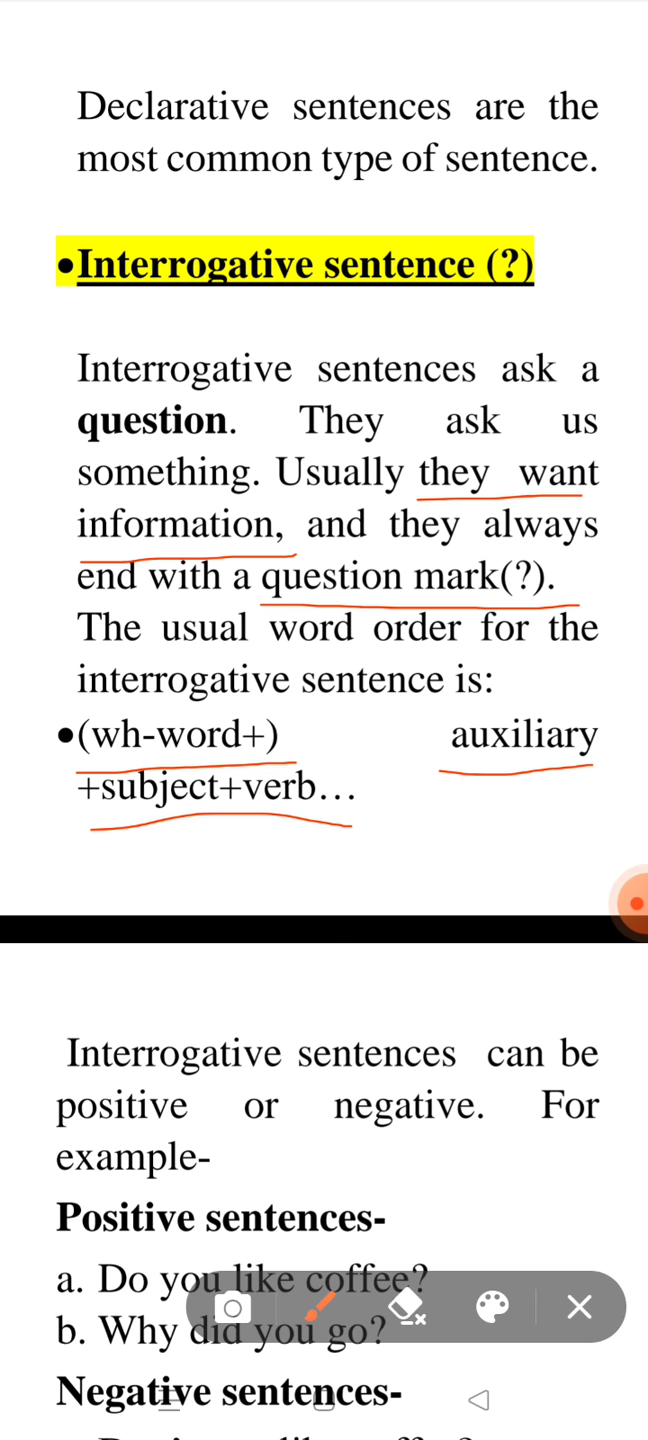 Declarative sentences are the
most common type of sentence.
•Interrogative sentence (?)
Interrogative sentences ask a
question. They ask us
something. Usually they want
information, and they always
end with a question mark(?).
The usual word order for the
interrogative sentence is:
•(wh-word+) auxiliary
+subject+verb…
Interrogative sentences can be
positive or negative. For
example-
Positive sentences-
a. Do you like coffee?
b. Why did you go?
Negative sentences-